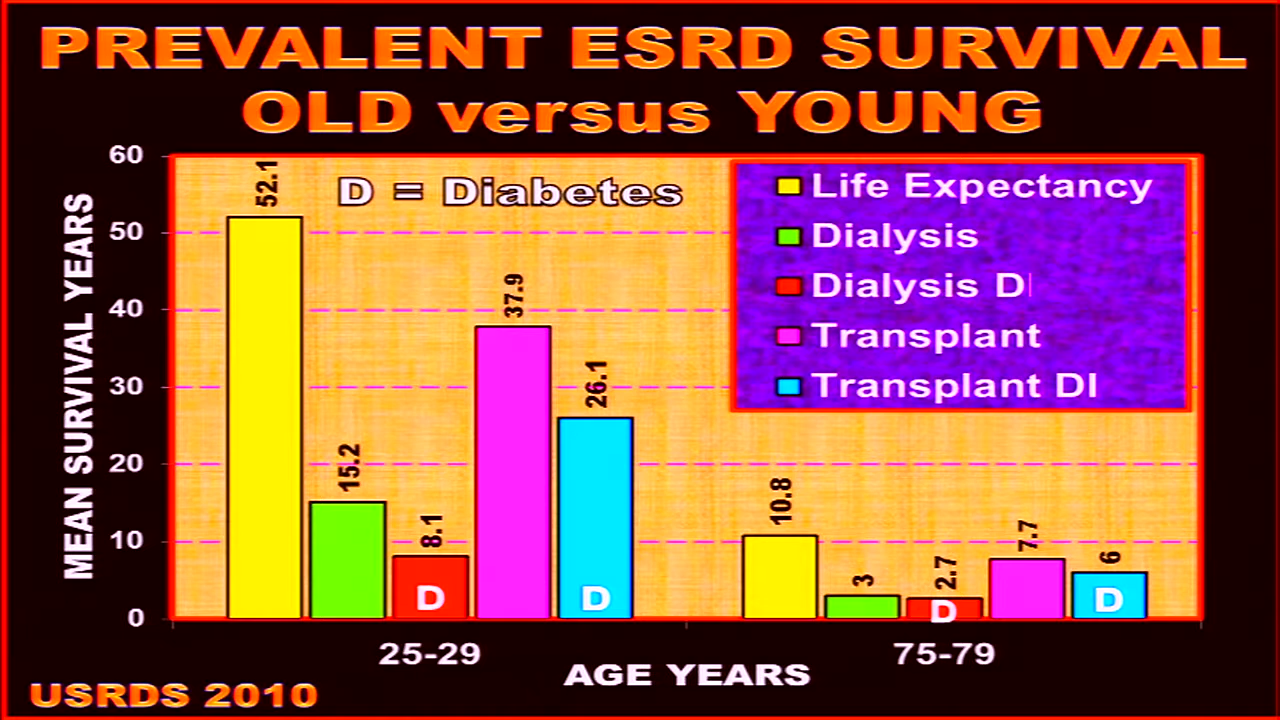 PREVALENT ESRD SURVIVAL
OLD versus YOUNG
MEAN SURVIVAL YEARS
60
50
40
30
20
10
0
D = Diabetes
Life Expectancy
Dialysis
Dialysis D
Transplant
Transplant DI
52.1
15.2
8.1
37.9
26.1
10.8
3
2.7
7.7
6
D
D
D
D
25-29
75-79
AGE YEARS
USRDS 2010